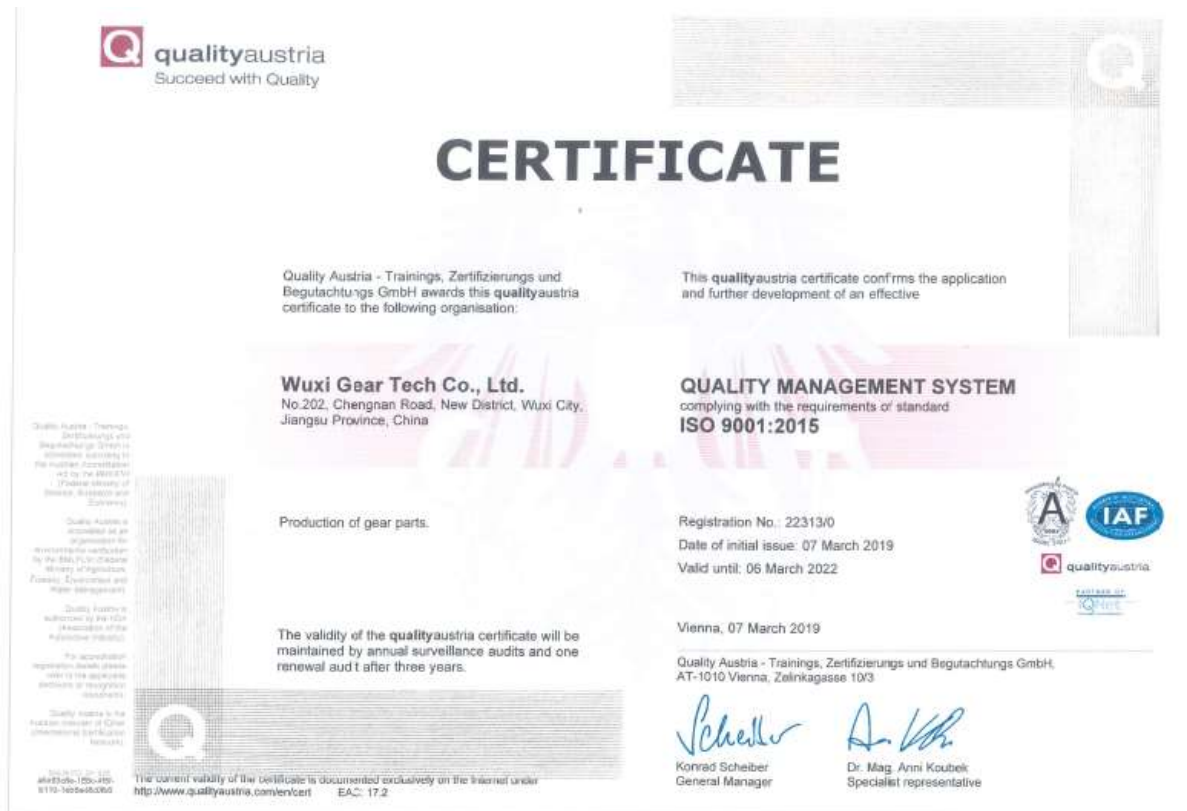 qualityaustria
Succeed with Quality
CERTIFICATE
Quality Austria - Trainings, Zertifizierungs und
Begutachtungs GmbH awards this qualityaustria
certificate to the following organisation:
This qualityaustria certificate confirms the application
and further development of an effective
Wuxi Gear Tech Co., Ltd.
No.202, Chengnan Road, New District, Wuxi City,
Jiangsu Province, China
QUALITY MANAGEMENT SYSTEM
complying with the requirements of standard
ISO 9001:2015
Production of gear parts.
Registration No.: 22313/0
Date of initial issue: 07 March 2019
Valid until: 06 March 2022
A
IAF
qualityaustria
PARTNER OF
IQNet
The validity of the qualityaustria certificate will be
maintained by annual surveillance audits and one
renewal audit after three years.
Vienna, 07 March 2019
Quality Austria - Trainings, Zertifizierungs und Begutachtungs GmbH,
AT-1010 Vienna, Zelinkagasse 10/3
Konrad Scheiber
General Manager
Dr. Mag. Anni Koubek
Specialist representative
The current validity of the certificate is documented exclusively on the Internet under
http://www.qualityaustria.com/en/cert EAC: 17.2